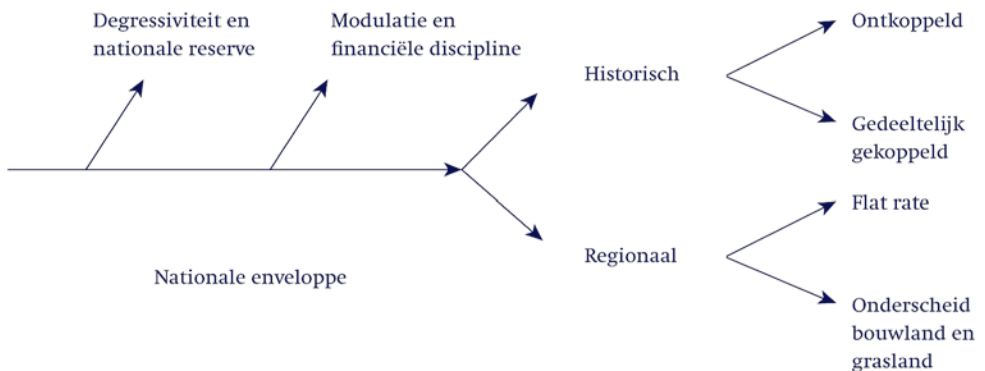 Degressiviteit en
nationale reserve
Modulatie en
financiële discipline
Historisch
Ontkoppeld
Gedeeltelijk
gekoppeld
Regionaal
Flat rate
Onderscheid
bouwland en
grasland
Nationale enveloppe